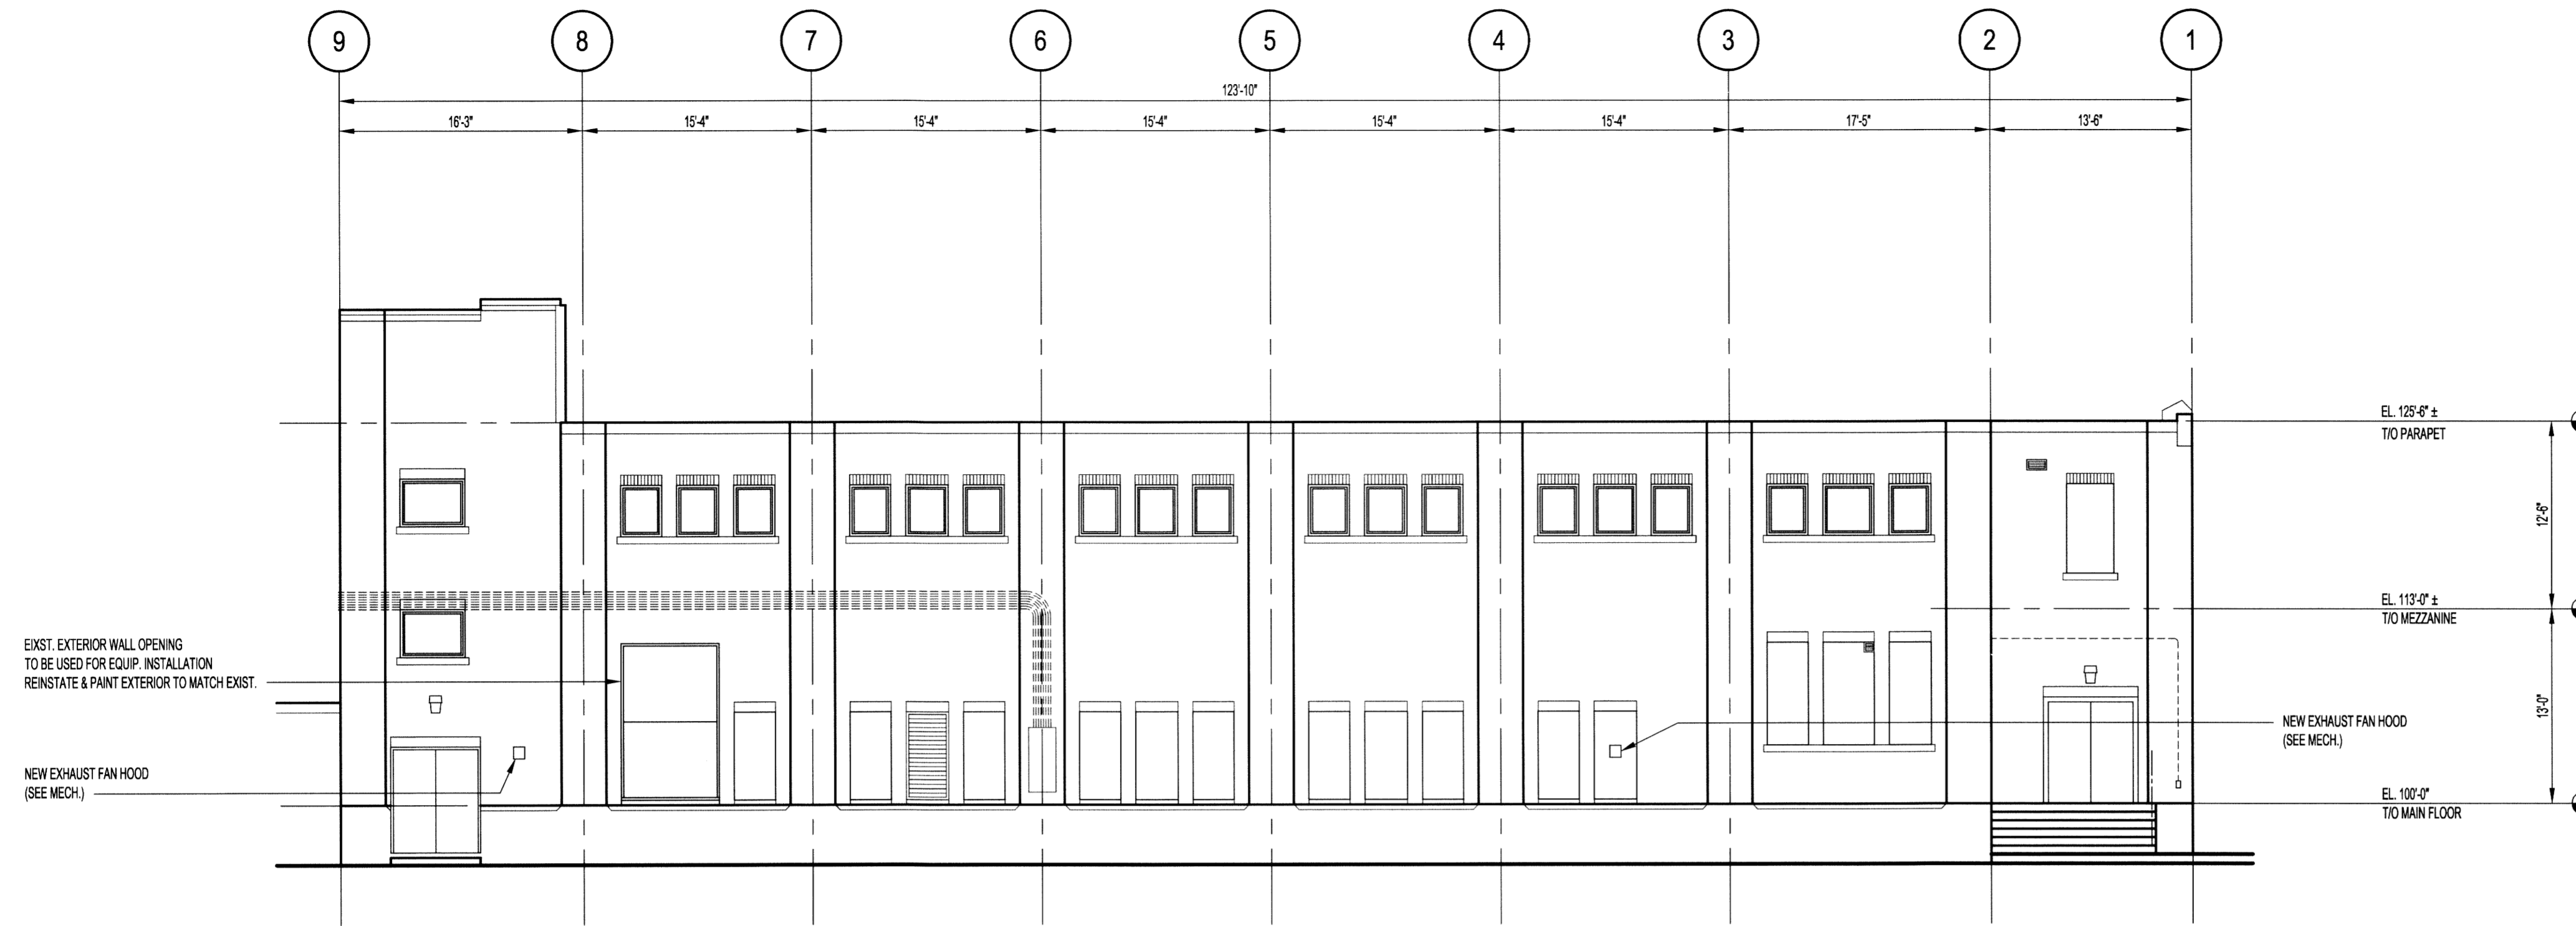 9 8 7 6 5 4 3 2 1
123'-10"
16'-3" 15'-4" 15'-4" 15'-4" 15'-4" 15'-4" 17'-5" 13'-6"
EL. 125'-6" ±
T/O PARAPET
12'-6"
EL. 113'-0" ±
T/O MEZZANINE
EIXST. EXTERIOR WALL OPENING
TO BE USED FOR EQUIP. INSTALLATION
REINSTATE & PAINT EXTERIOR TO MATCH EXIST.
13'-0"
NEW EXHAUST FAN HOOD
(SEE MECH.)
NEW EXHAUST FAN HOOD
(SEE MECH.)
EL. 100'-0"
T/O MAIN FLOOR